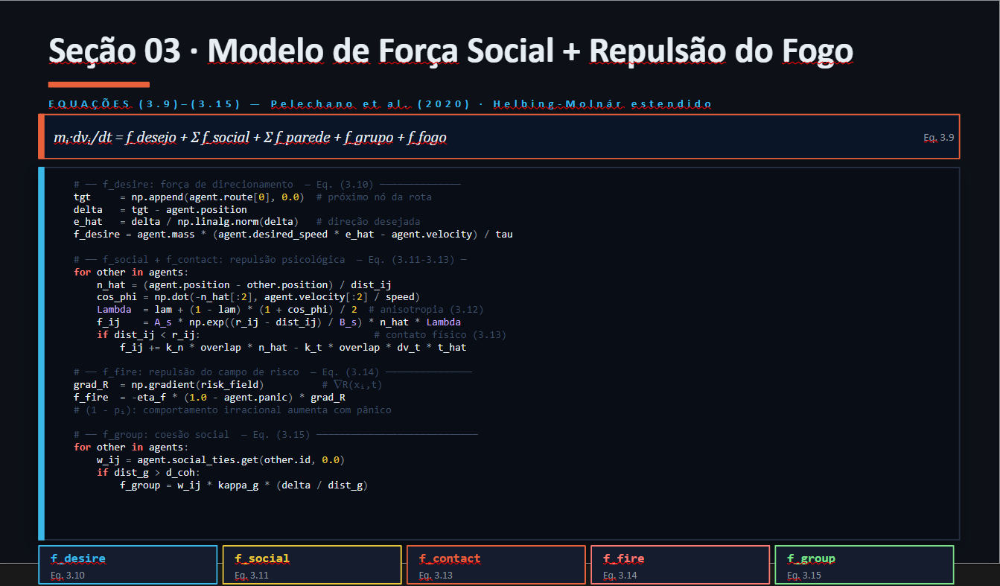 Seção 03 · Modelo de Força Social + Repulsão do Fogo
EQUAÇÕES (3.9)–(3.15) — Pelechano et al. (2020) · Helbing-Molnár estendido
mᵢ·dvᵢ/dt = f_desejo + Σ f_social + Σ f_parede + f_grupo + f_fogo
Eq. 3.9
# ── f_desire: força de direcionamento — Eq. (3.10) ──────────────
tgt     = np.append(agent.route[0], 0.0)  # próximo nó da rota
delta   = tgt - agent.position
e_hat   = delta / np.linalg.norm(delta)   # direção desejada
f_desire = agent.mass * (agent.desired_speed * e_hat - agent.velocity) / tau
# ── f_social + f_contact: repulsão psicológica — Eq. (3.11-3.13) ─
for other in agents:
    n_hat = (agent.position - other.position) / dist_ij
    cos_phi = np.dot(-n_hat[:2], agent.velocity[:2] / speed)
    Lambda  = lam + (1 - lam) * (1 + cos_phi) / 2  # anisotropia (3.12)
    f_ij    = A_s * np.exp((r_ij - dist_ij) / B_s) * n_hat * Lambda
    if dist_ij < r_ij:                              # contato físico (3.13)
        f_ij += k_n * overlap * n_hat - k_t * overlap * dv_t * t_hat
# ── f_fire: repulsão do campo de risco — Eq. (3.14) ───────────────
grad_R  = np.gradient(risk_field)          # ∇R(xᵢ,t)
f_fire  = -eta_f * (1.0 - agent.panic) * grad_R
# (1 - pᵢ): comportamento irracional aumenta com pânico
# ── f_group: coesão social — Eq. (3.15) ────────────────────────────
for other in agents:
    w_ij = agent.social_ties.get(other.id, 0.0)
    if dist_g > d_coh:
        f_group = w_ij * kappa_g * (delta / dist_g)
f_desire
Eq. 3.10
f_social
Eq. 3.11
f_contact
Eq. 3.13
f_fire
Eq. 3.14
f_group
Eq. 3.15